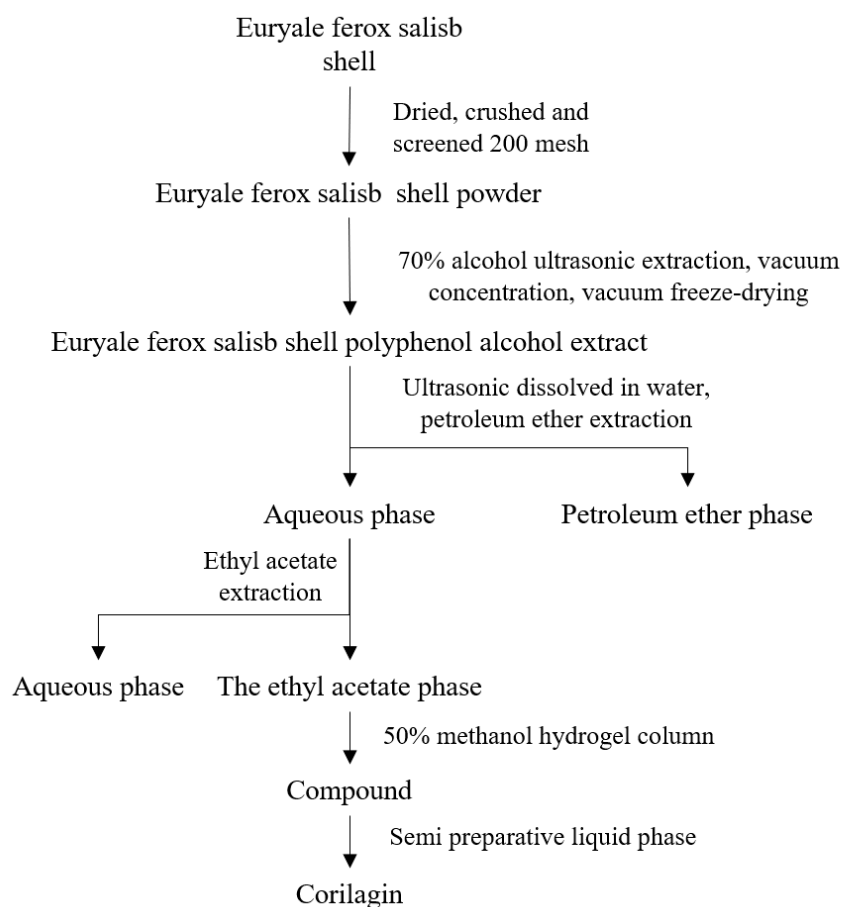 Euryale ferox salisb
shell
Dried, crushed and
screened 200 mesh
Euryale ferox salisb shell powder
70% alcohol ultrasonic extraction, vacuum
concentration, vacuum freeze-drying
Euryale ferox salisb shell polyphenol alcohol extract
Ultrasonic dissolved in water,
petroleum ether extraction
Aqueous phase
Petroleum ether phase
Ethyl acetate
extraction
Aqueous phase
The ethyl acetate phase
50% methanol hydrogel column
Compound
Semi preparative liquid phase
Corilagin